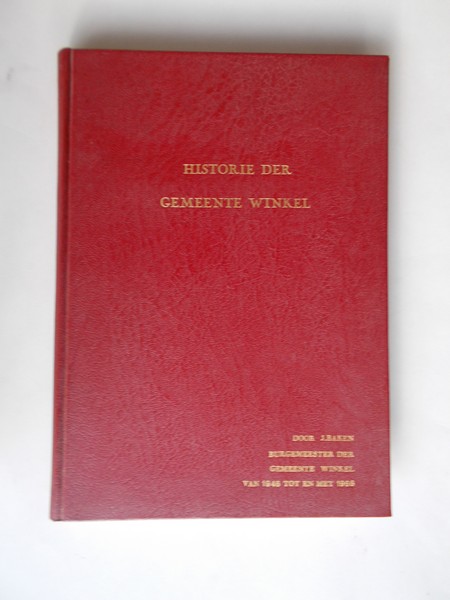 HISTORIE DER
GEMEENTE WINKEL
DOOR J.BAKEN
BURGEMEESTER DER
GEMEENTE WINKEL
VAN 1946 TOT EN MET 1968